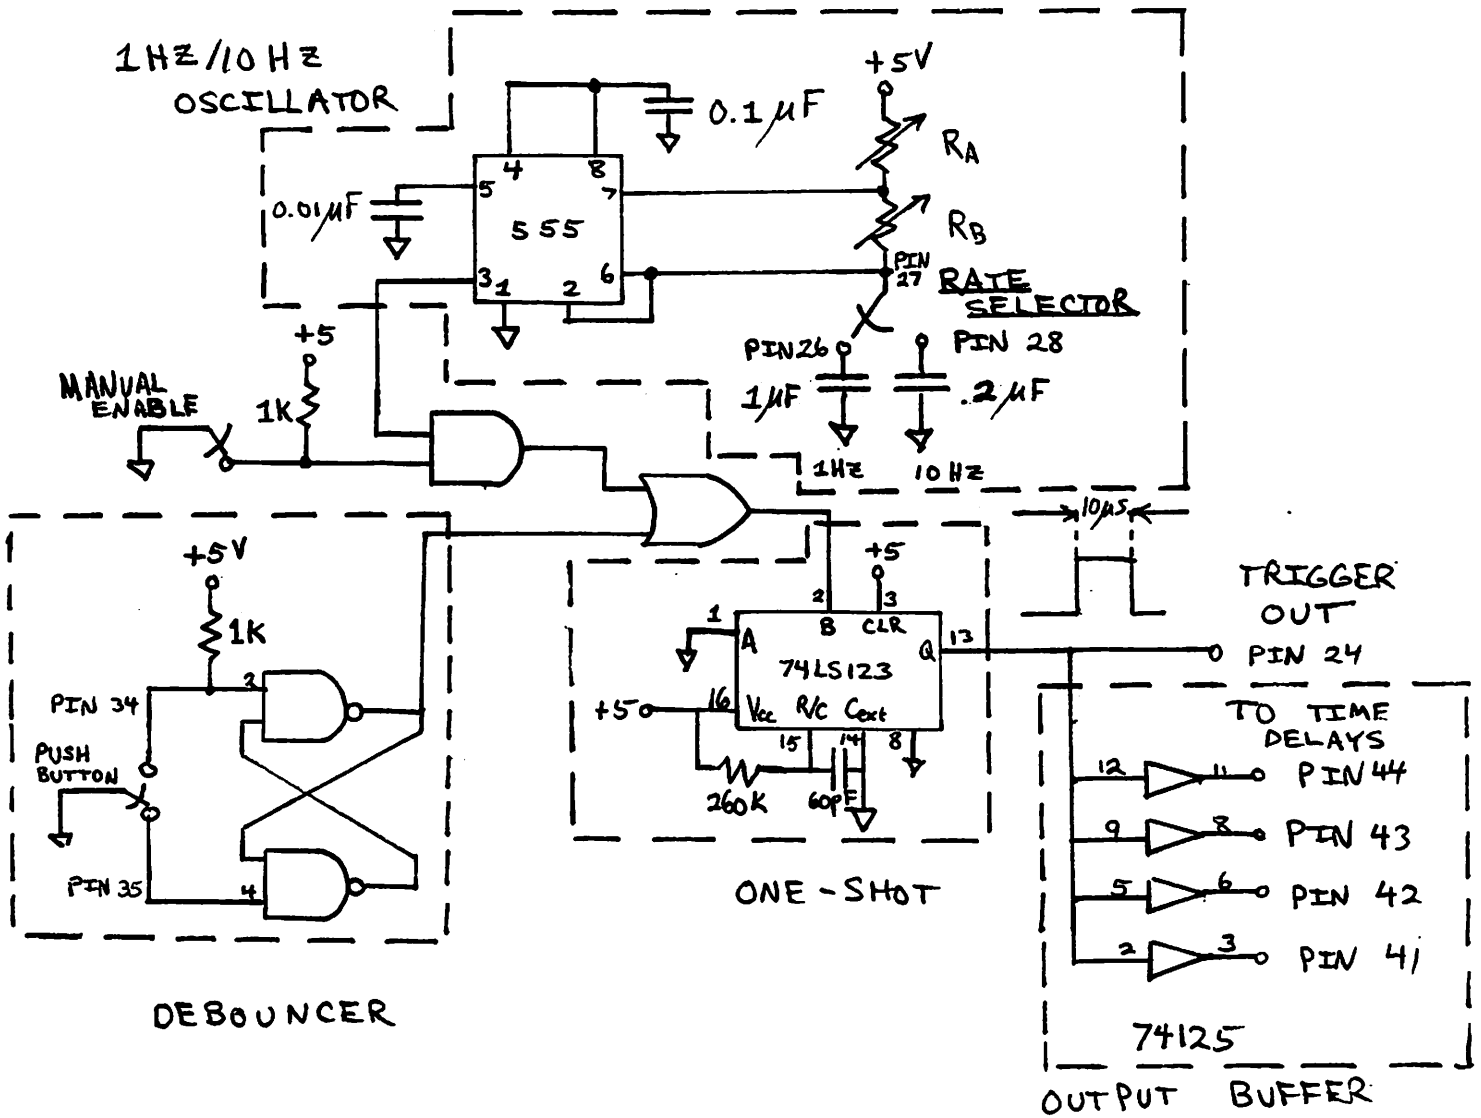 1HZ/10HZ
OSCILLATOR
+5V
0.1µF
RA
4
8
5
7
0.01µF
555
RB
3
1
2
6
PIN
27
RATE
SELECTOR
+5
PIN26
PIN 28
MANUAL
ENABLE
1K
1µF
.2µF
1HZ
10HZ
10µs
+5V
+5
TRIGGER
OUT
1K
2
3
1
B
CLR
A
Q
13
PIN 24
74LS123
2
PIN 34
+5
16
Vcc
R/C
Cext
TO TIME
DELAYS
PUSH
BUTTON
15
14
8
12
11
PIN 44
260K
60pF
9
8
PIN 43
PIN 35
4
5
6
PIN 42
ONE-SHOT
2
3
PIN 41
DEBOUNCER
74125
OUTPUT BUFFER